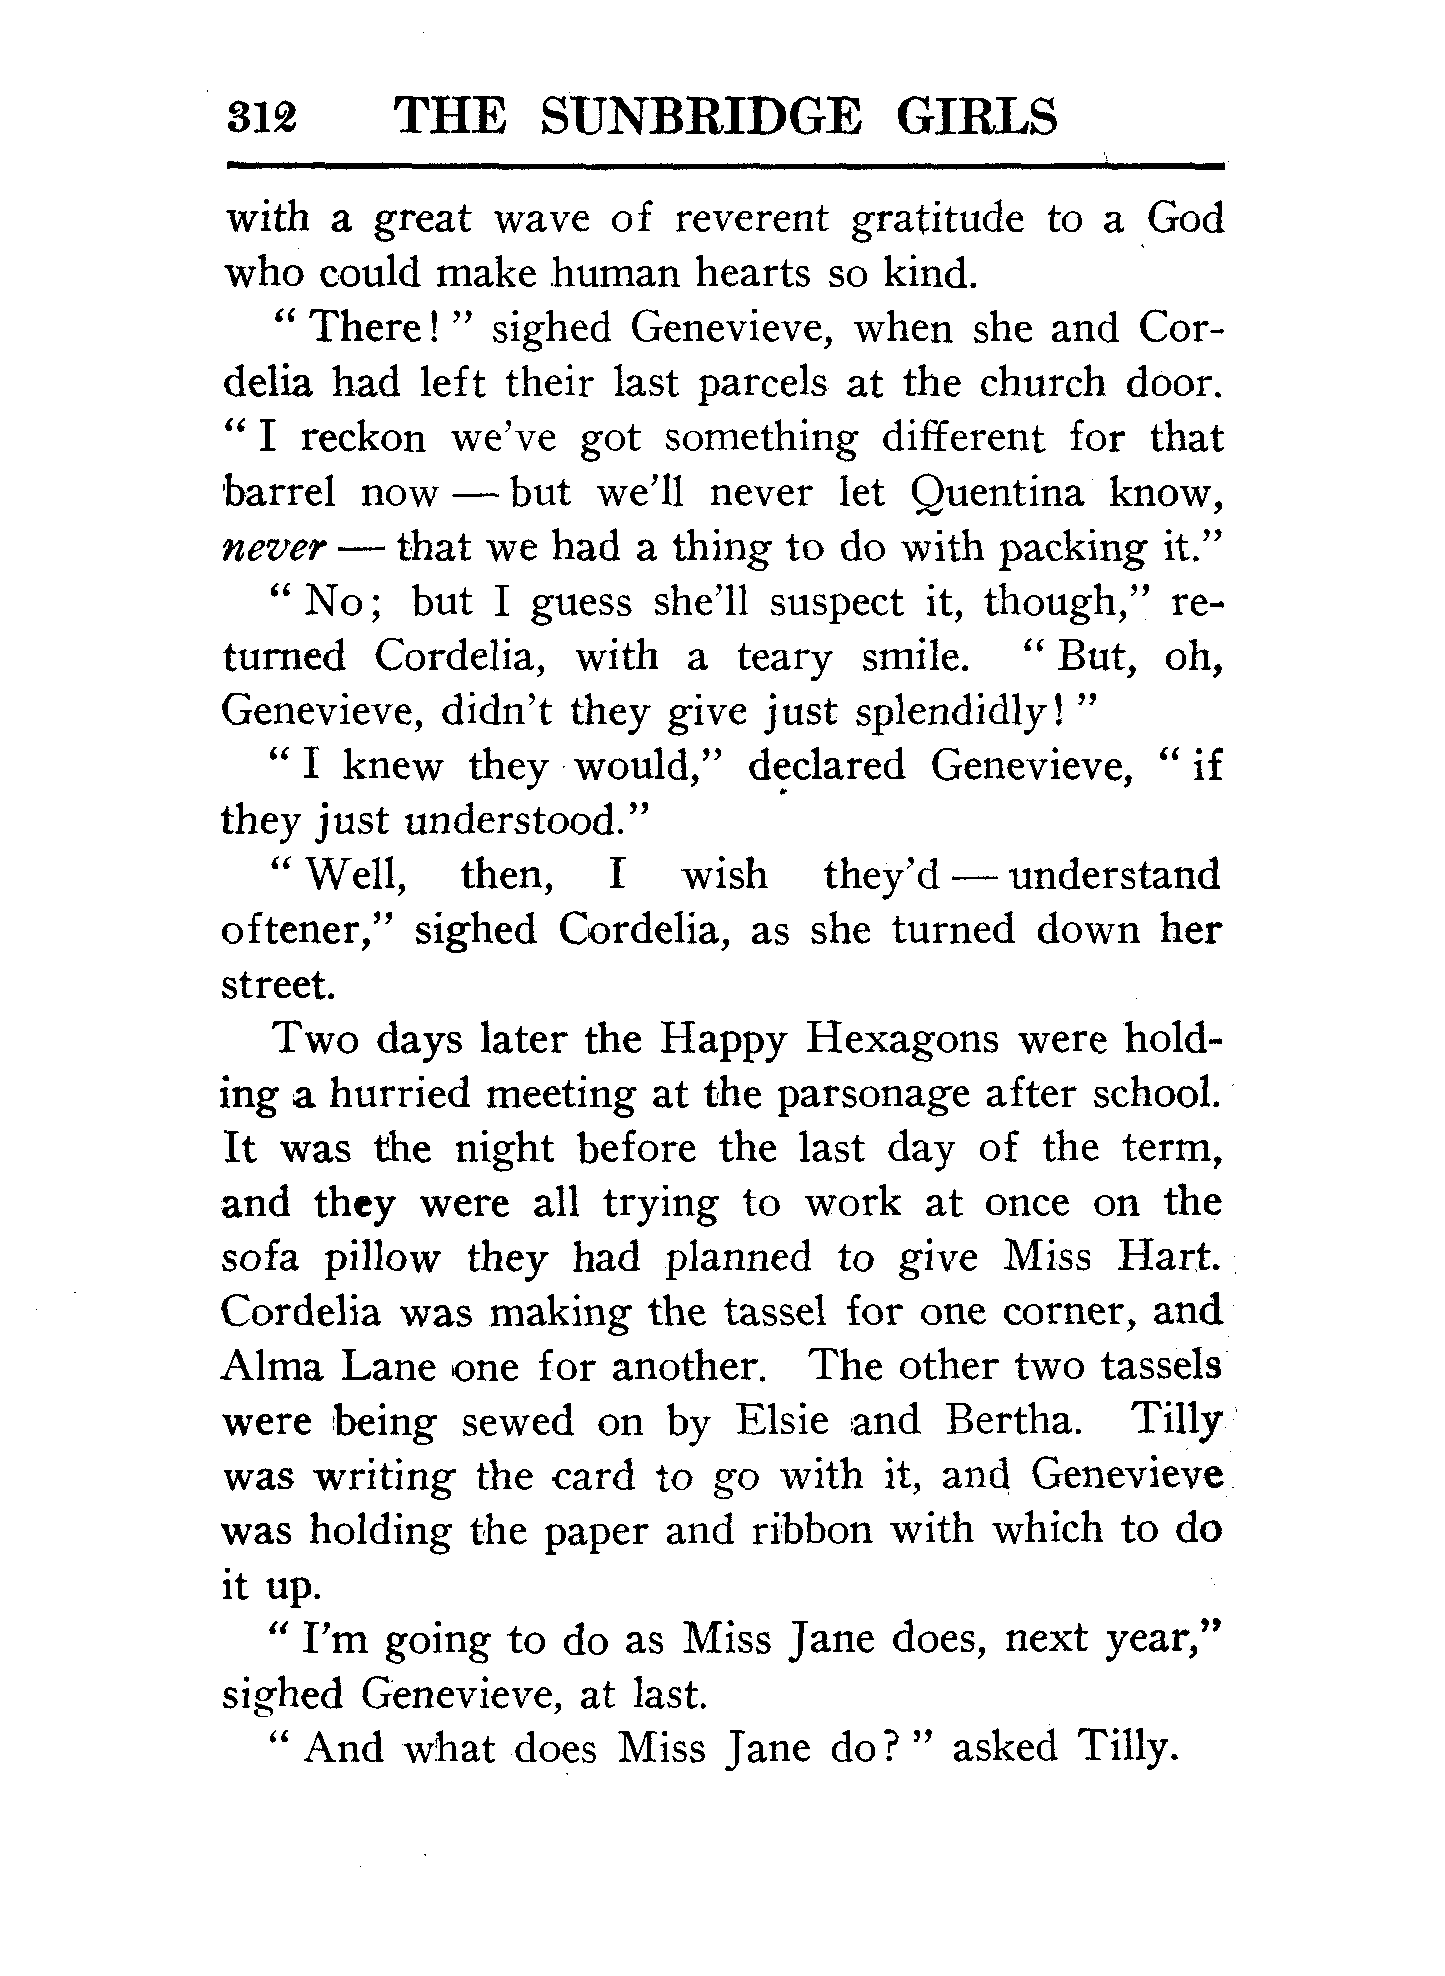 312 THE SUNBRIDGE GIRLS
with a great wave of reverent gratitude to a God
who could make human hearts so kind.
“ There! ” sighed Genevieve, when she and Cor-
delia had left their last parcels at the church door.
“ I reckon we’ve got something different for that
barrel now — but we’ll never let Quentina know,
never — that we had a thing to do with packing it.”
“ No; but I guess she’ll suspect it, though,” re-
turned Cordelia, with a teary smile. “ But, oh,
Genevieve, didn’t they give just splendidly! ”
“ I knew they would,” declared Genevieve, “ if
they just understood.”
“ Well, then, I wish they’d — understand
oftener,” sighed Cordelia, as she turned down her
street.
Two days later the Happy Hexagons were hold-
ing a hurried meeting at the parsonage after school.
It was the night before the last day of the term,
and they were all trying to work at once on the
sofa pillow they had planned to give Miss Hart.
Cordelia was making the tassel for one corner, and
Alma Lane one for another. The other two tassels
were being sewed on by Elsie and Bertha. Tilly
was writing the card to go with it, and Genevieve
was holding the paper and ribbon with which to do
it up.
“ I’m going to do as Miss Jane does, next year,”
sighed Genevieve, at last.
“ And what does Miss Jane do? ” asked Tilly.